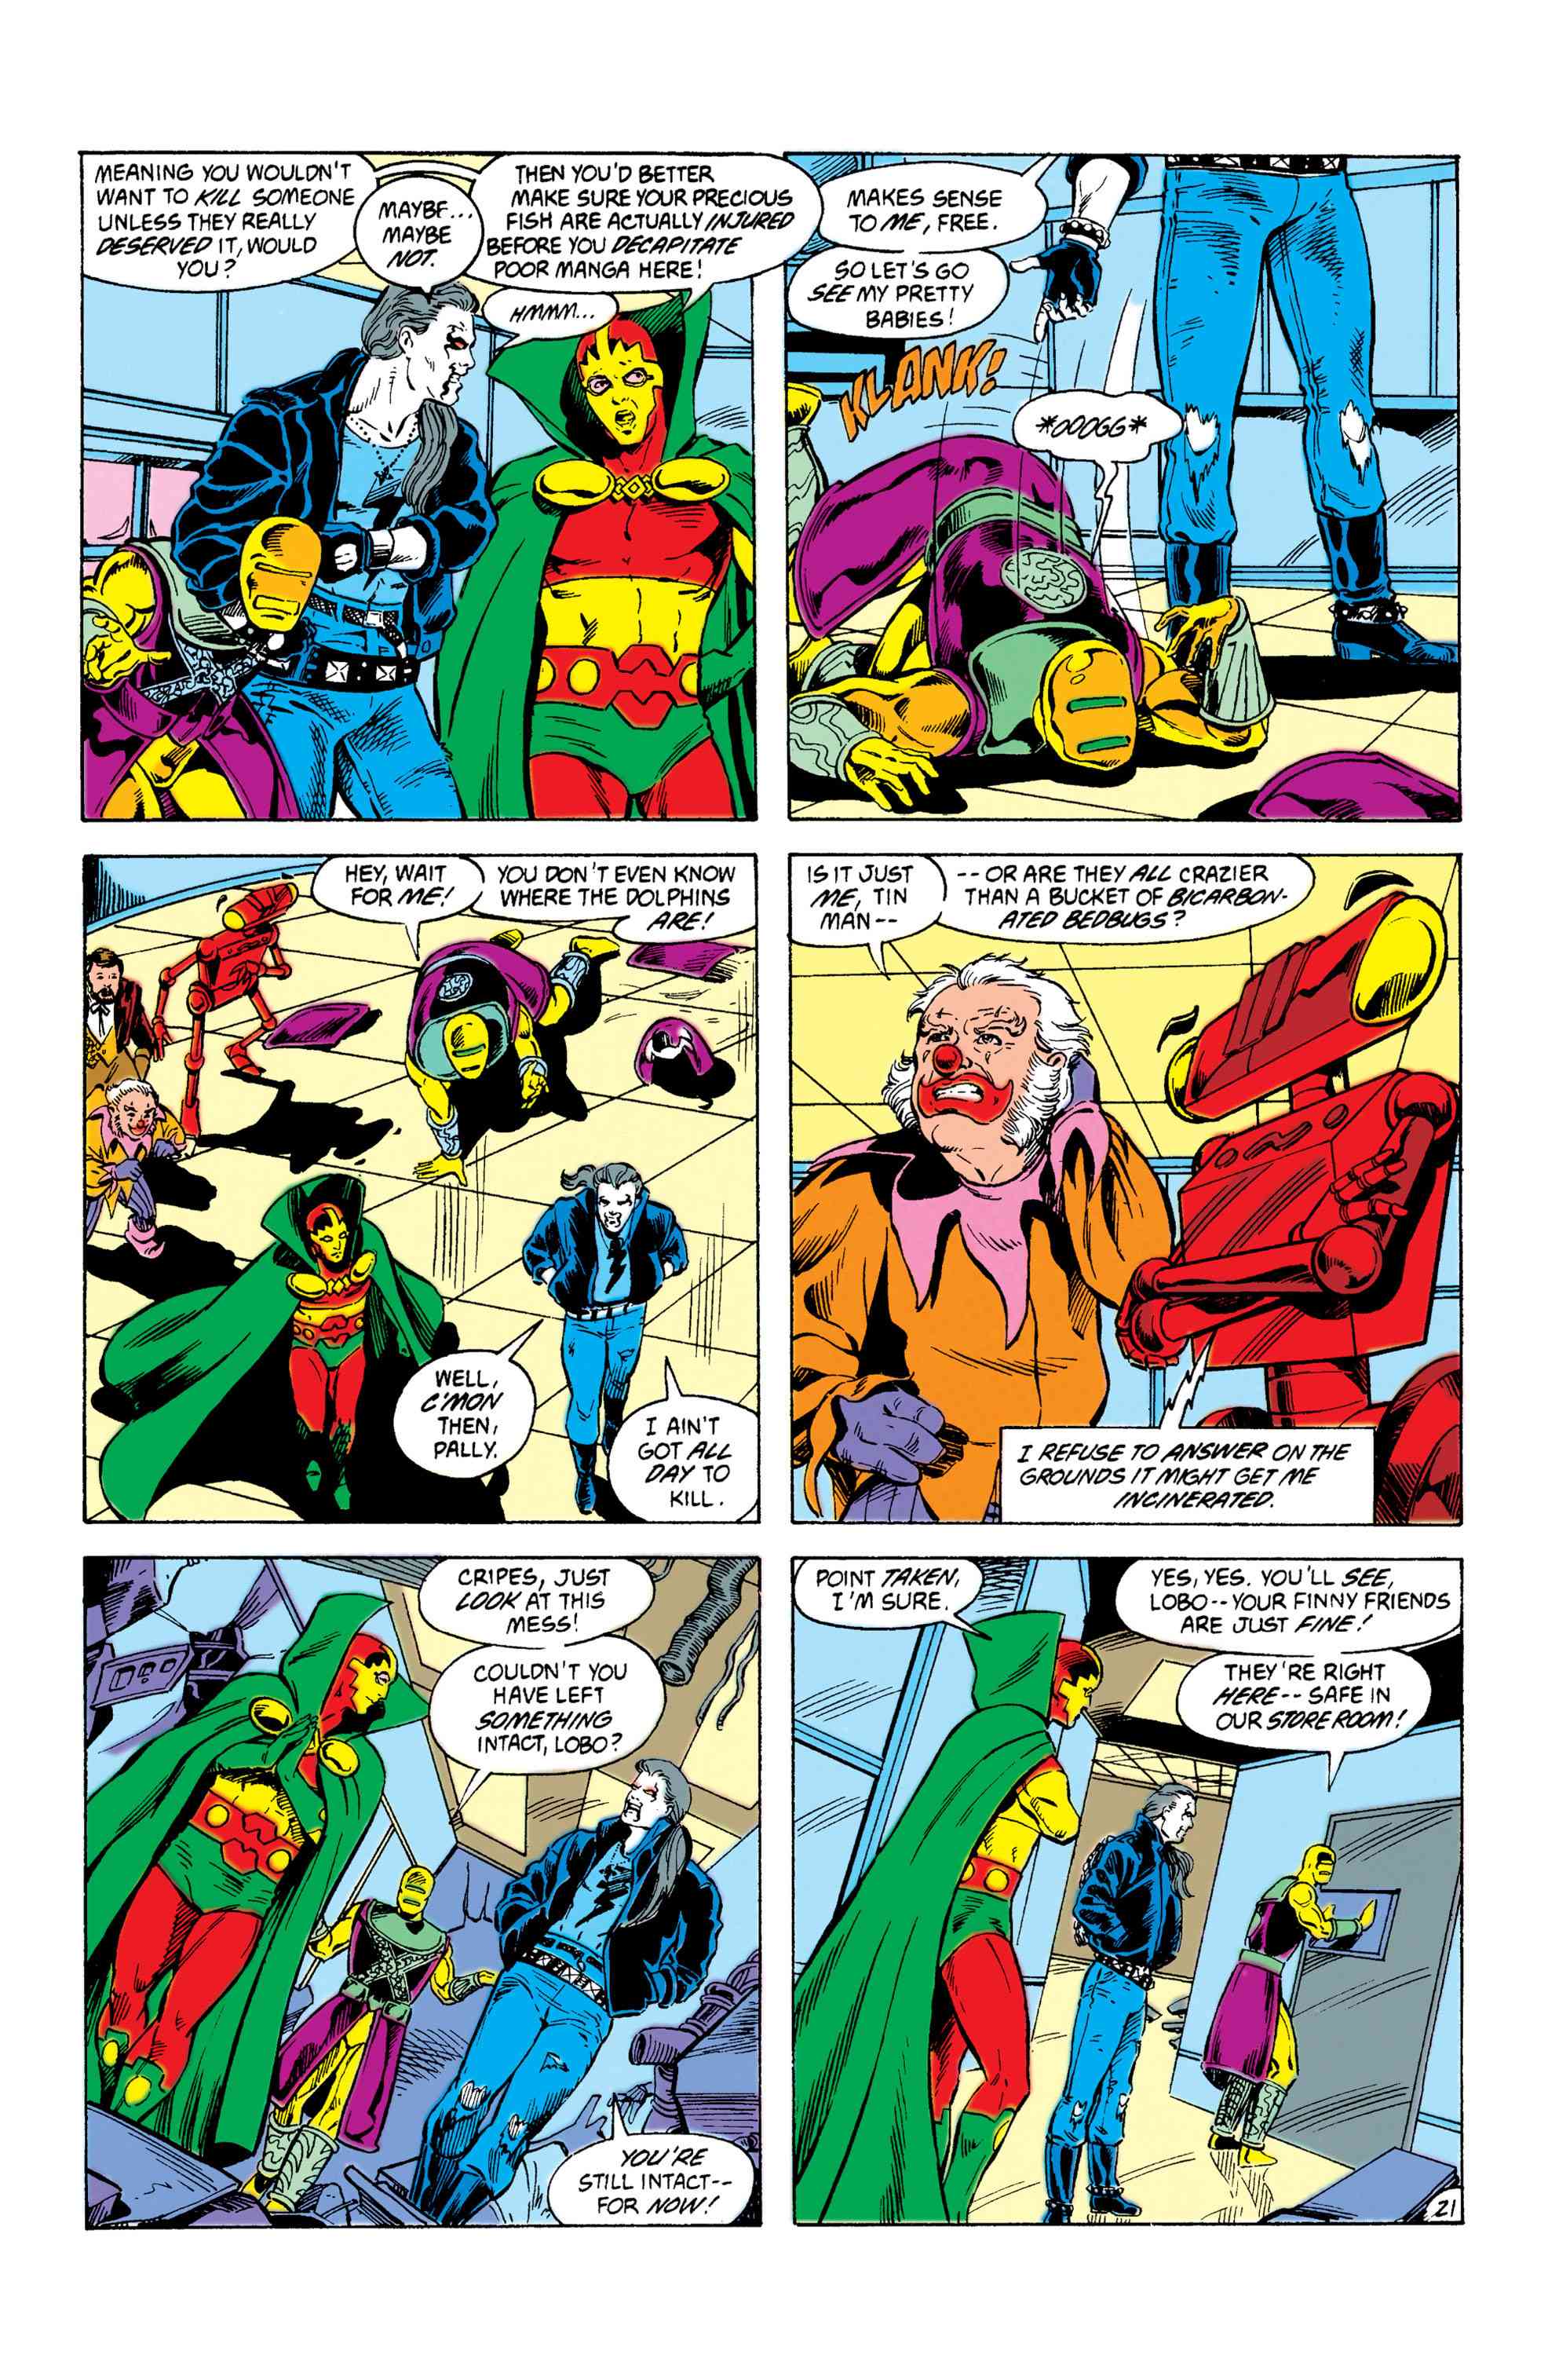 MEANING YOU WOULDN'T
WANT TO KILL SOMEONE
UNLESS THEY REALLY
DESERVED IT, WOULD
YOU?
MAYBE...
MAYBE
NOT.
THEN YOU'D BETTER
MAKE SURE YOUR PRECIOUS
FISH ARE ACTUALLY INJURED
BEFORE YOU DECAPITATE
POOR MANGA HERE!
HMMM...
MAKES SENSE
TO ME, FREE.
SO LET'S GO
SEE MY PRETTY
BABIES!
KLANK!
*OOOGG*
HEY, WAIT
FOR ME!
YOU DON'T EVEN KNOW
WHERE THE DOLPHINS
ARE!
WELL,
C'MON
THEN,
PALLY.
I AIN'T
GOT ALL
DAY TO
KILL.
IS IT JUST
ME, TIN
MAN--
-- OR ARE THEY ALL CRAZIER
THAN A BUCKET OF BICARBON-
ATED BEDBUGS?
I REFUSE TO ANSWER ON THE
GROUNDS IT MIGHT GET ME
INCINERATED.
CRIPES, JUST
LOOK AT THIS
MESS!
COULDN'T YOU
HAVE LEFT
SOMETHING
INTACT, LOBO?
YOU'RE
STILL INTACT--
FOR NOW!
POINT TAKEN,
I'M SURE.
YES, YES. YOU'LL SEE,
LOBO-- YOUR FINNY FRIENDS
ARE JUST FINE!
THEY'RE RIGHT
HERE-- SAFE IN
OUR STOREROOM!
21